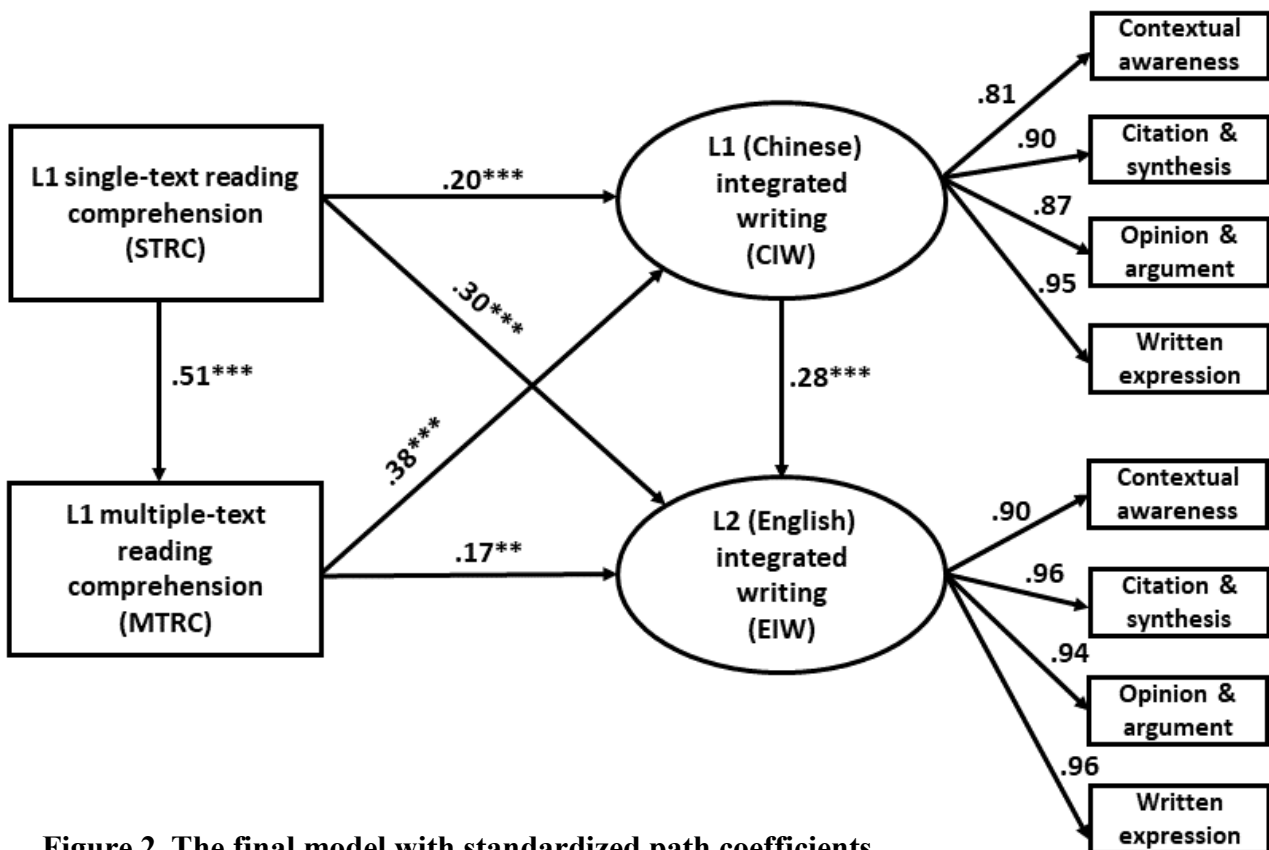 L1 single-text reading
comprehension
(STRC)
.51***
L1 multiple-text
reading
comprehension
(MTRC)
.20***
.30***
.38***
.17**
L1 (Chinese)
integrated
writing
(CIW)
.28***
L2 (English)
integrated
writing
(EIW)
.81
.90
.87
.95
Contextual
awareness
Citation &
synthesis
Opinion &
argument
Written
expression
.90
.96
.94
.96
Contextual
awareness
Citation &
synthesis
Opinion &
argument
Written
expression
Figure 2. The final model with standardized path coefficients